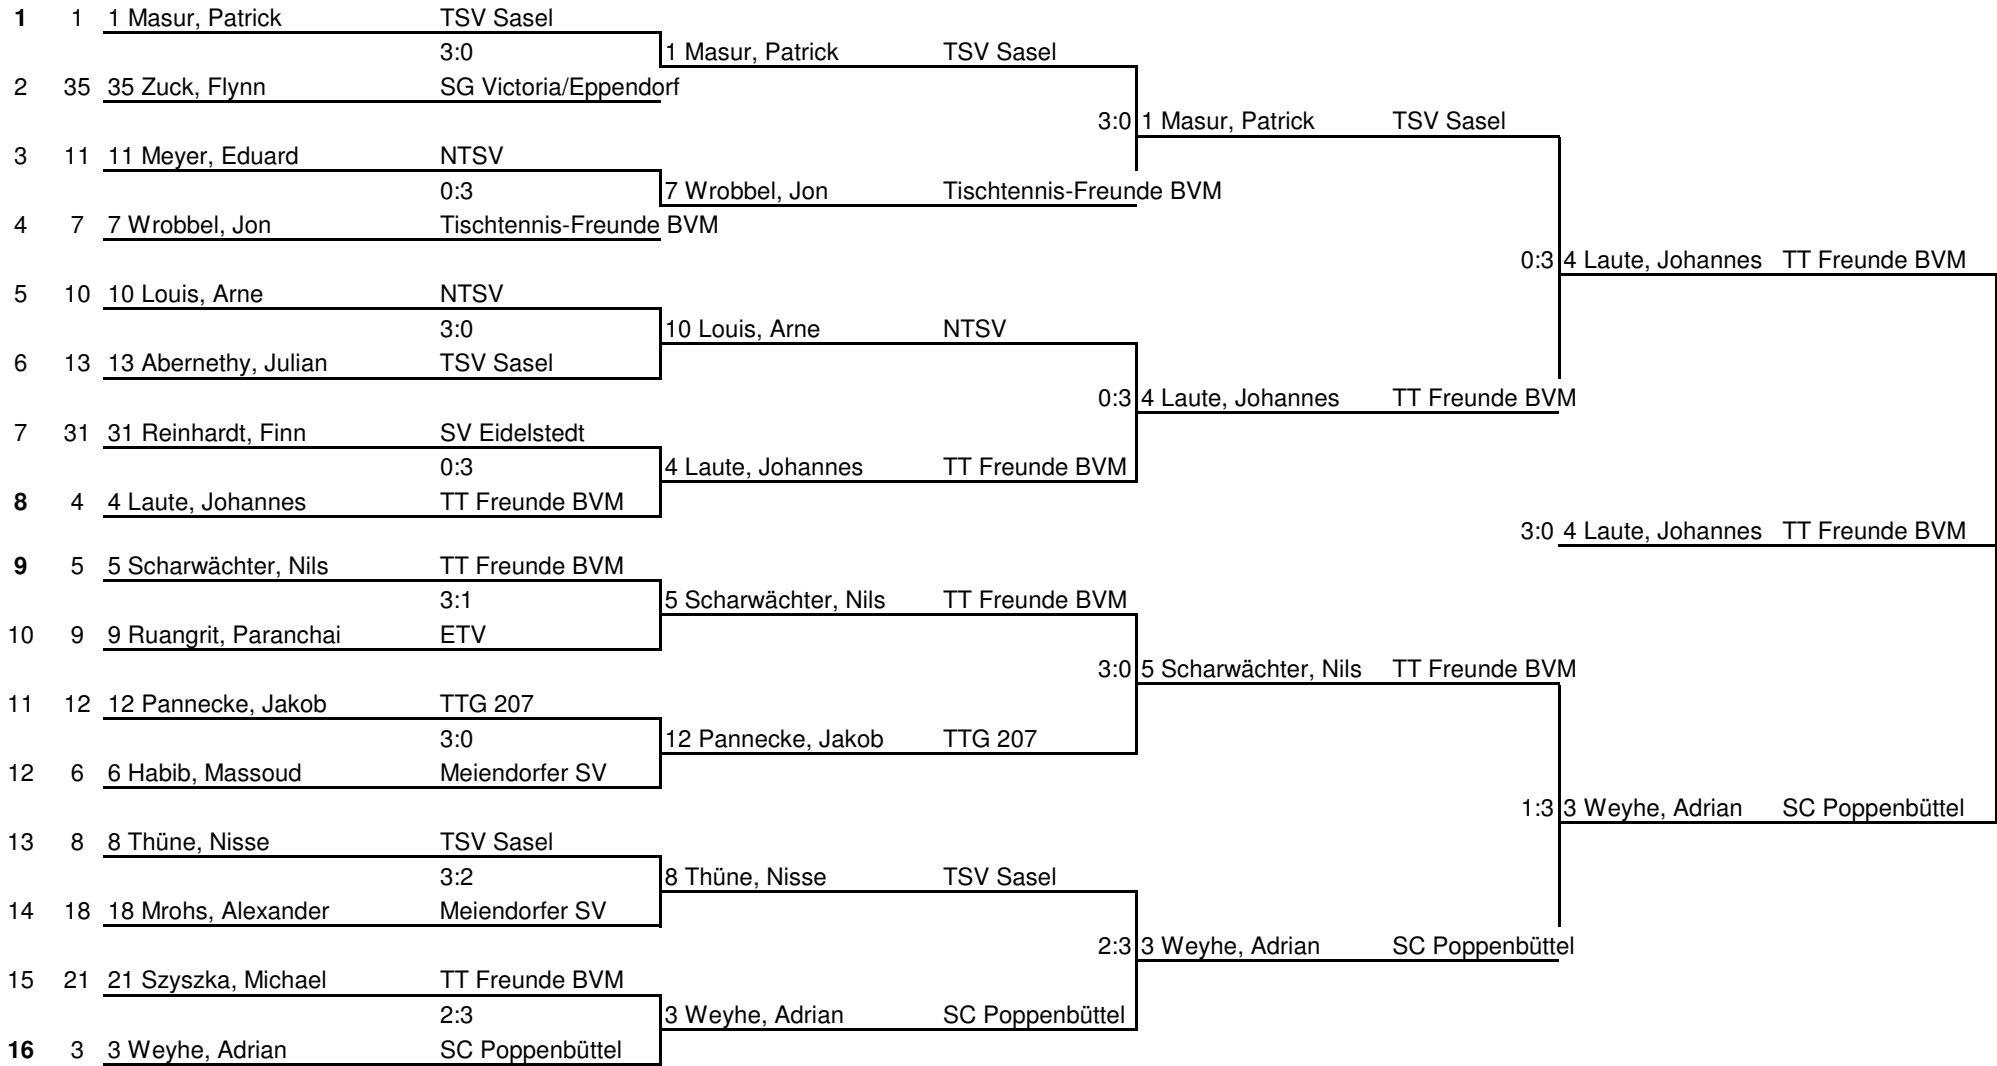 1 1 1 Masur, Patrick TSV Sasel
3:0 1 Masur, Patrick TSV Sasel
2 35 35 Zuck, Flynn SG Victoria/Eppendorf
3:0 1 Masur, Patrick TSV Sasel
3 11 11 Meyer, Eduard NTSV
0:3 7 Wrobbel, Jon Tischtennis-Freunde BVM
4 7 7 Wrobbel, Jon Tischtennis-Freunde BVM
0:3 4 Laute, Johannes TT Freunde BVM
5 10 10 Louis, Arne NTSV
3:0 10 Louis, Arne NTSV
6 13 13 Abernethy, Julian TSV Sasel
0:3 4 Laute, Johannes TT Freunde BVM
7 31 31 Reinhardt, Finn SV Eidelstedt
0:3 4 Laute, Johannes TT Freunde BVM
8 4 4 Laute, Johannes TT Freunde BVM
3:0 4 Laute, Johannes TT Freunde BVM
9 5 5 Scharwächter, Nils TT Freunde BVM
3:1 5 Scharwächter, Nils TT Freunde BVM
10 9 9 Ruangrit, Paranchai ETV
3:0 5 Scharwächter, Nils TT Freunde BVM
11 12 12 Pannecke, Jakob TTG 207
3:0 12 Pannecke, Jakob TTG 207
12 6 6 Habib, Massoud Meiendorfer SV
1:3 3 Weyhe, Adrian SC Poppenbüttel
13 8 8 Thüne, Nisse TSV Sasel
3:2 8 Thüne, Nisse TSV Sasel
14 18 18 Mrohs, Alexander Meiendorfer SV
2:3 3 Weyhe, Adrian SC Poppenbüttel
15 21 21 Szyszka, Michael TT Freunde BVM
2:3 3 Weyhe, Adrian SC Poppenbüttel
16 3 3 Weyhe, Adrian SC Poppenbüttel